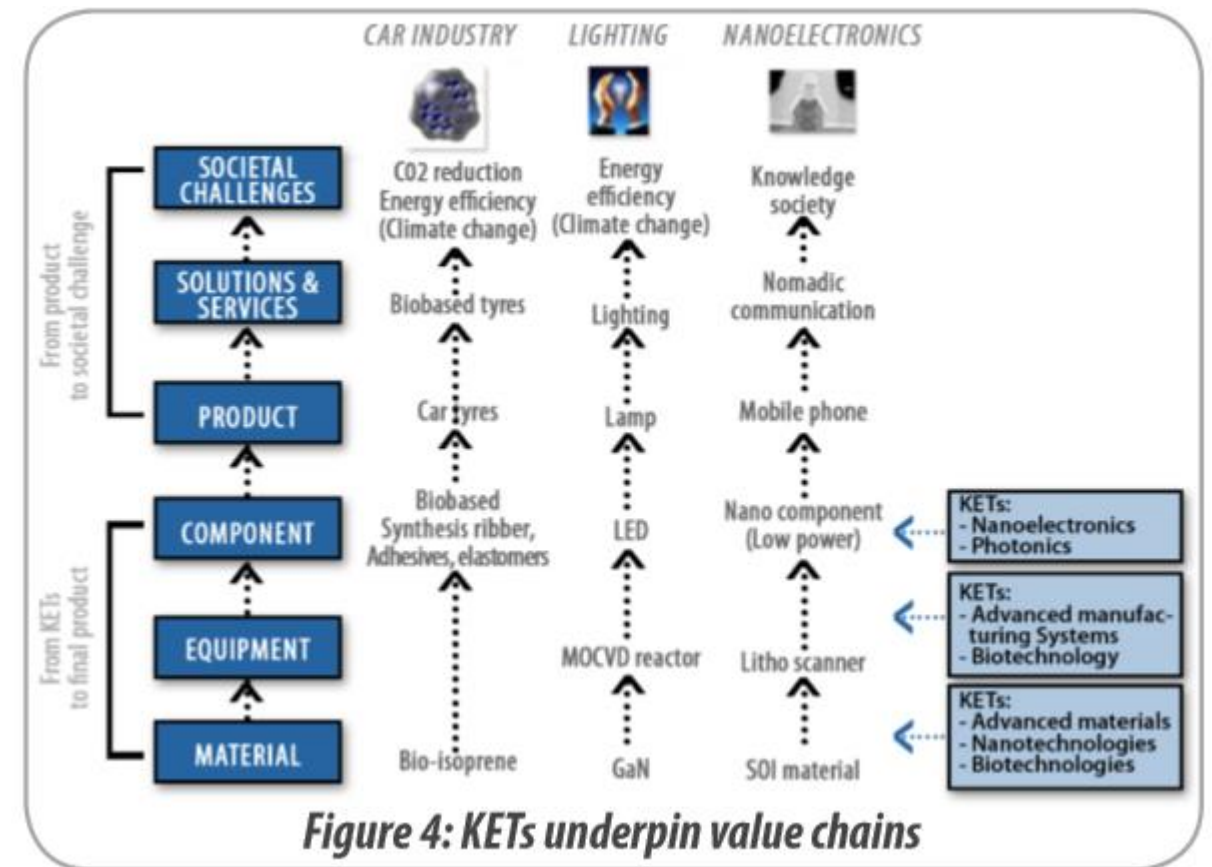 CAR INDUSTRY
LIGHTING
NANOELECTRONICS
From product
to societal challenge
SOCIETAL
CHALLENGES
C02 reduction
Energy efficiency
(Climate change)
Energy
efficiency
(Climate change)
Knowledge
society
SOLUTIONS &
SERVICES
Biobased tyres
Lighting
Nomadic
communication
PRODUCT
Car tyres
Lamp
Mobile phone
From KETs
to final product
COMPONENT
Biobased
Synthesis ribber,
Adhesives, elastomers
LED
Nano component
(Low power)
KETs:
- Nanoelectronics
- Photonics
EQUIPMENT
MOCVD reactor
Litho scanner
KETs:
- Advanced manufac-
turing Systems
- Biotechnology
MATERIAL
Bio-isoprene
GaN
SOI material
KETs:
- Advanced materials
- Nanotechnologies
- Biotechnologies
Figure 4: KETs underpin value chains